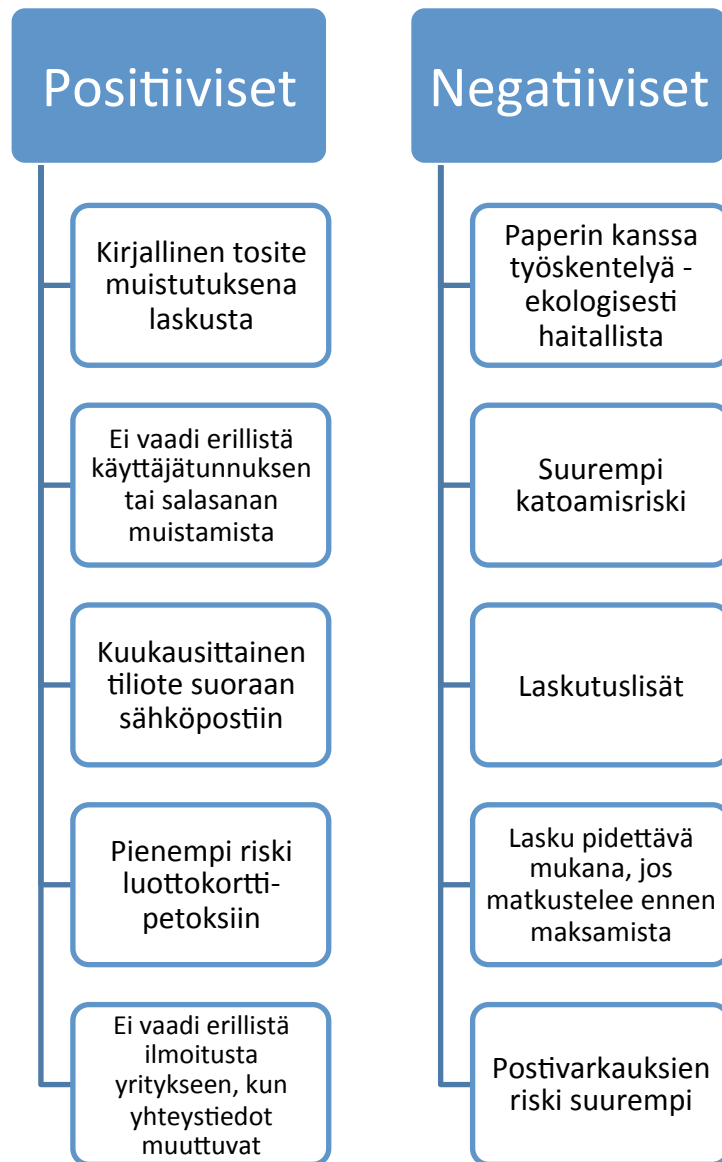 Positiiviset
Kirjallinen tosite
muistutuksena
laskusta
Ei vaadi erillistä
käyttäjätunnuksen
tai salasanan
muistamista
Kuukausittainen
tiliote suoraan
sähköpostiin
Pienempi riski
luottokortti-
petoksiin
Ei vaadi erillistä
ilmoitusta
yritykseen, kun
yhteystiedot
muuttuvat
Negatiiviset
Paperin kanssa
työskentelyä -
ekologisesti
haitallista
Suurempi
katoamisriski
Laskutuslisät
Lasku pidettävä
mukana, jos
matkustelee ennen
maksamista
Postivarkauksien
riski suurempi